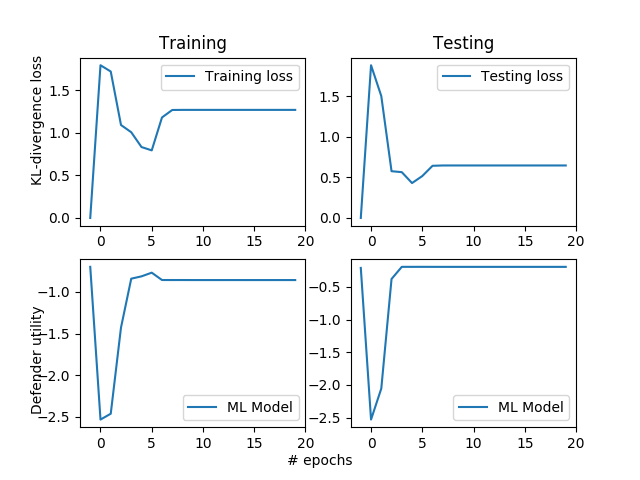 Training
Testing
KL-divergence loss
1.5
1.0
0.5
0.0
Training loss
0 5 10 15 20
1.5
1.0
0.5
0.0
Testing loss
0 5 10 15 20
Defender utility
−1.0
−1.5
−2.0
−2.5
ML Model
0 5 10 15 20
−0.5
−1.0
−1.5
−2.0
−2.5
ML Model
0 5 10 15 20
# epochs